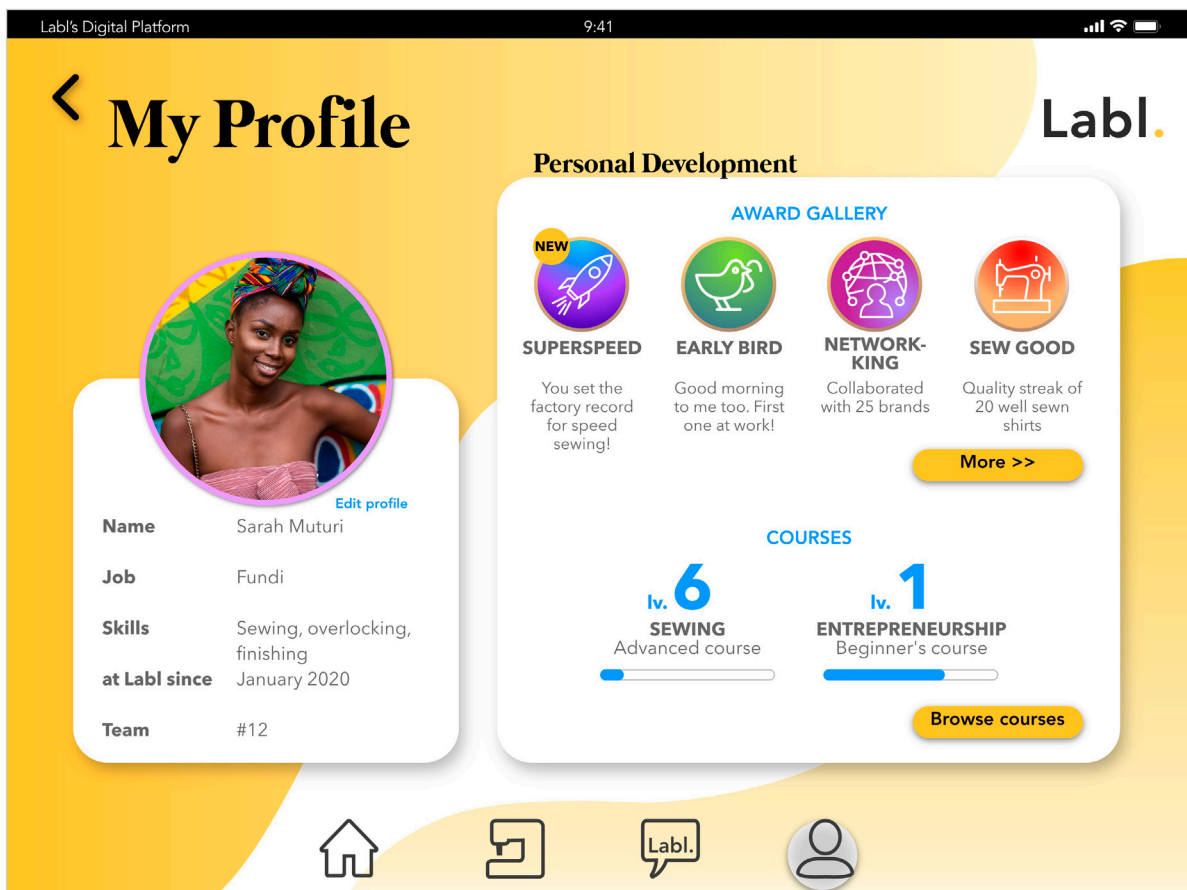 Labl's Digital Platform
9:41
My Profile
Labl.
Edit profile
Name Sarah Muturi
Job Fundi
Skills Sewing, overlocking,
finishing
at Labl since January 2020
Team #12
Personal Development
AWARD GALLERY
NEW
SUPERSPEED
You set the
factory record
for speed
sewing!
EARLY BIRD
Good morning
to me too. First
one at work!
NETWORK-
KING
Collaborated
with 25 brands
SEW GOOD
Quality streak of
20 well sewn
shirts
More >>
COURSES
lv. 6
SEWING
Advanced course
lv. 1
ENTREPRENEURSHIP
Beginner's course
Browse courses
Labl.